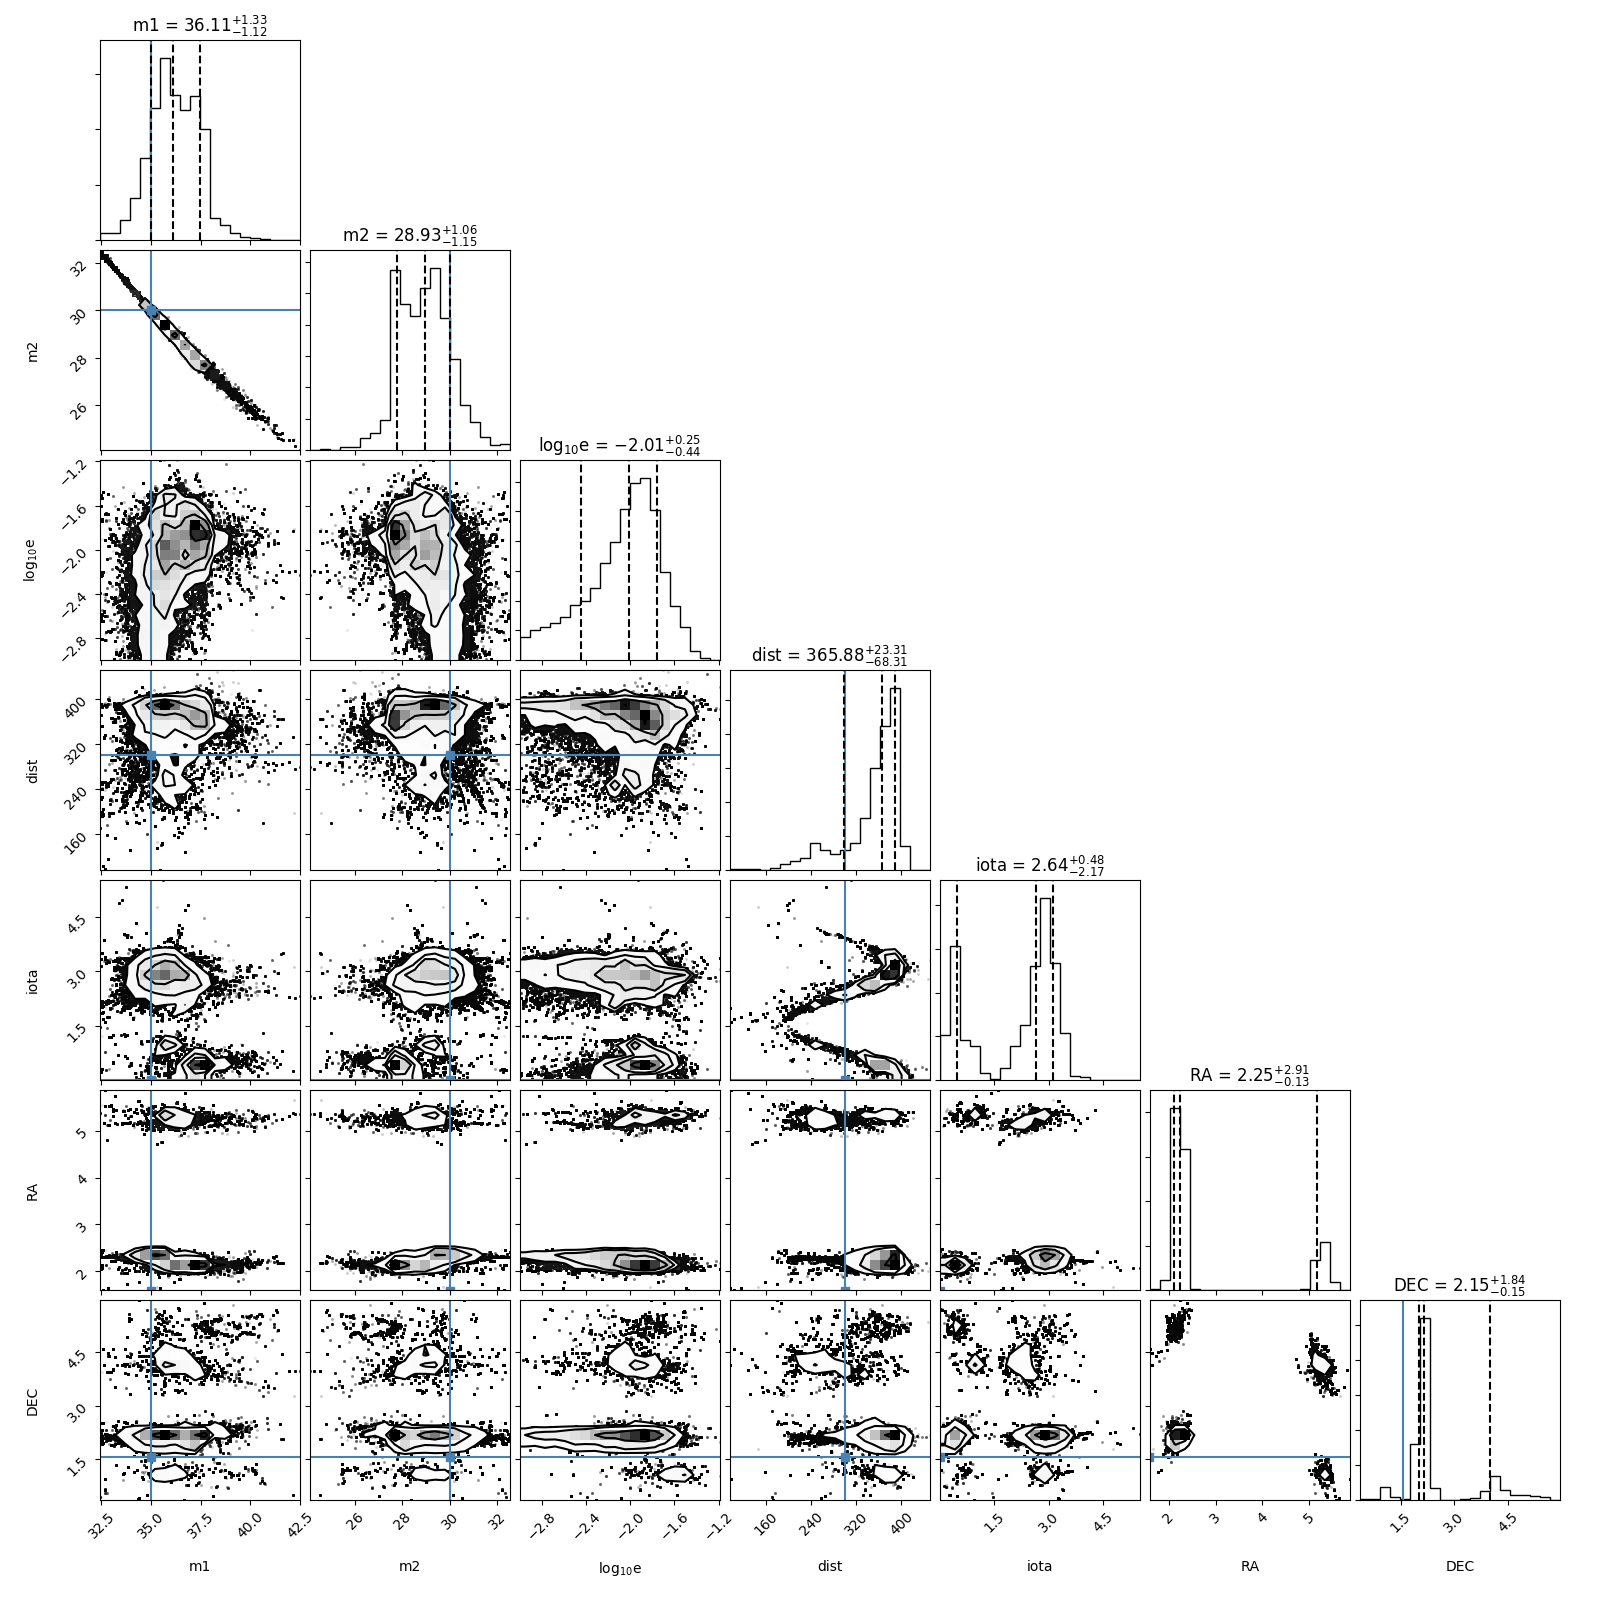 m1 = 36.11+1.33−1.12
m2 = 28.93+1.06−1.15
log10e = −2.01+0.25−0.44
dist = 365.88+23.31−68.31
iota = 2.64+0.48−2.17
RA = 2.25+2.91−0.13
DEC = 2.15+1.84−0.15
m2
32
30
28
26
log10e
−1.2
−1.6
−2.0
−2.4
−2.8
dist
400
320
240
160
iota
4.5
3.0
1.5
RA
5
4
3
2
DEC
4.5
3.0
1.5
32.5 35.0 37.5 40.0 42.5 26 28 30 32 −2.8 −2.4 −2.0 −1.6 −1.2 160 240 320 400 1.5 3.0 4.5 2 3 4 5 1.5 3.0 4.5
m1 m2 log10e dist iota RA DEC